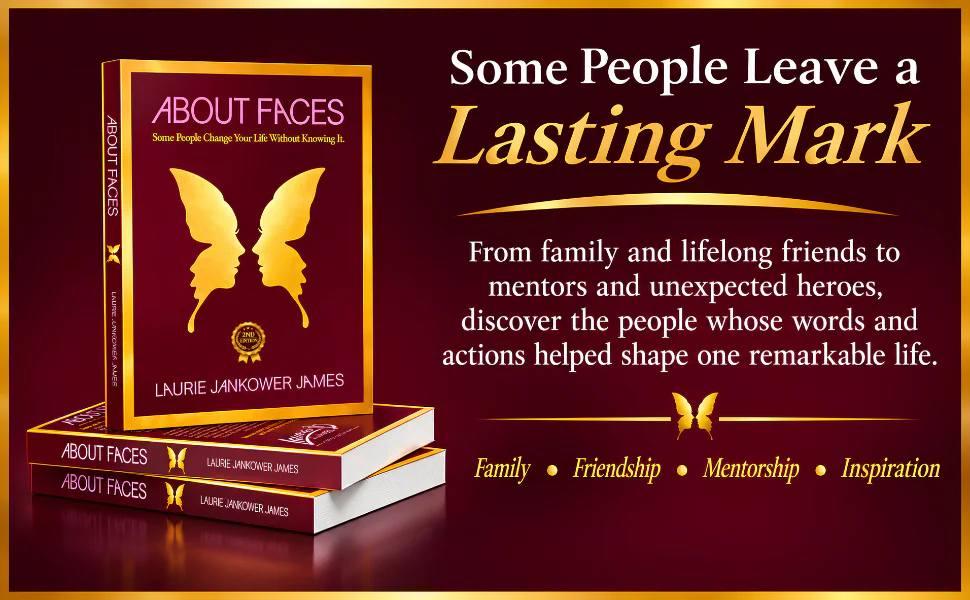 ABOUT FACES
Some People Change Your Life Without Knowing It.
2ND
EDITION
LAURIE JANKOWER JAMES
ABOUT FACES
LAURIE JANKOWER JAMES
ABOUT FACES
LAURIE JANKOWER JAMES
ABOUT FACES
LAURIE JANKOWER JAMES
Some People Leave a
Lasting Mark
From family and lifelong friends to
mentors and unexpected heroes,
discover the people whose words and
actions helped shape one remarkable life.
Family • Friendship • Mentorship • Inspiration